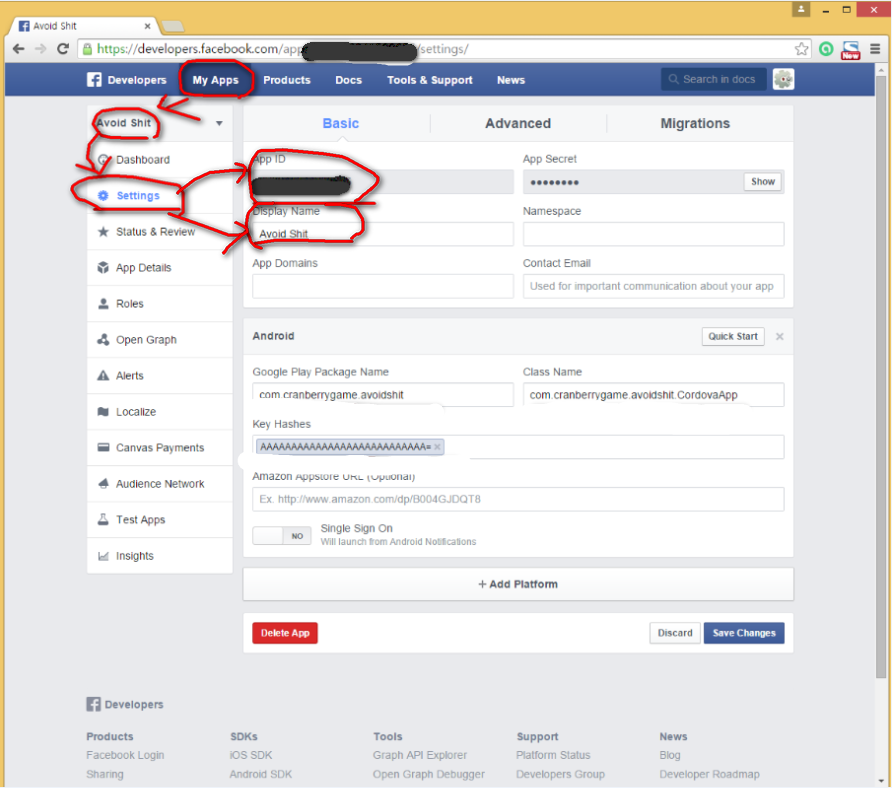 Avoid Shit
https://developers.facebook.com/app /settings/
New
Developers My Apps Products Docs Tools & Support News Search in docs
Avoid Shit
Basic Advanced Migrations
Dashboard
App ID App Secret
•••••••• Show
Settings
Display Name Namespace
Status & Review
Avoid Shit
App Details
App Domains Contact Email
Used for important communication about your app
Roles
Open Graph
Android Quick Start
Alerts
Google Play Package Name Class Name
com.cranberrygame.avoidshit com.cranberrygame.avoidshit.CordovaApp
Localize
Key Hashes
Canvas Payments
Amazon Appstore URL (Optional)
Audience Network
Ex. http://www.amazon.com/dp/B004GJDQT8
Test Apps
NO Single Sign On
Will launch from Android Notifications
Insights
+ Add Platform
Delete App Discard Save Changes
Developers
Products SDKs Tools Support News
Facebook Login iOS SDK Graph API Explorer Platform Status Blog
Sharing Android SDK Open Graph Debugger Developers Group Developer Roadmap